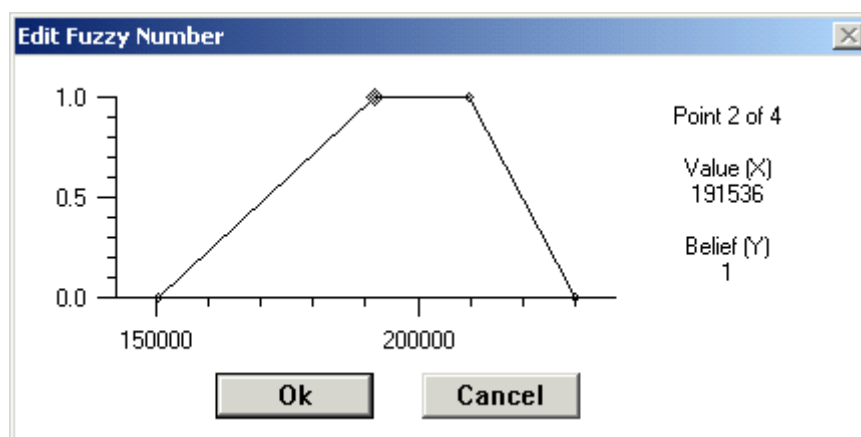 Edit Fuzzy Number
1.0
0.5
0.0
150000
200000
Point 2 of 4
Value (X)
191536
Belief (Y)
1
Ok
Cancel